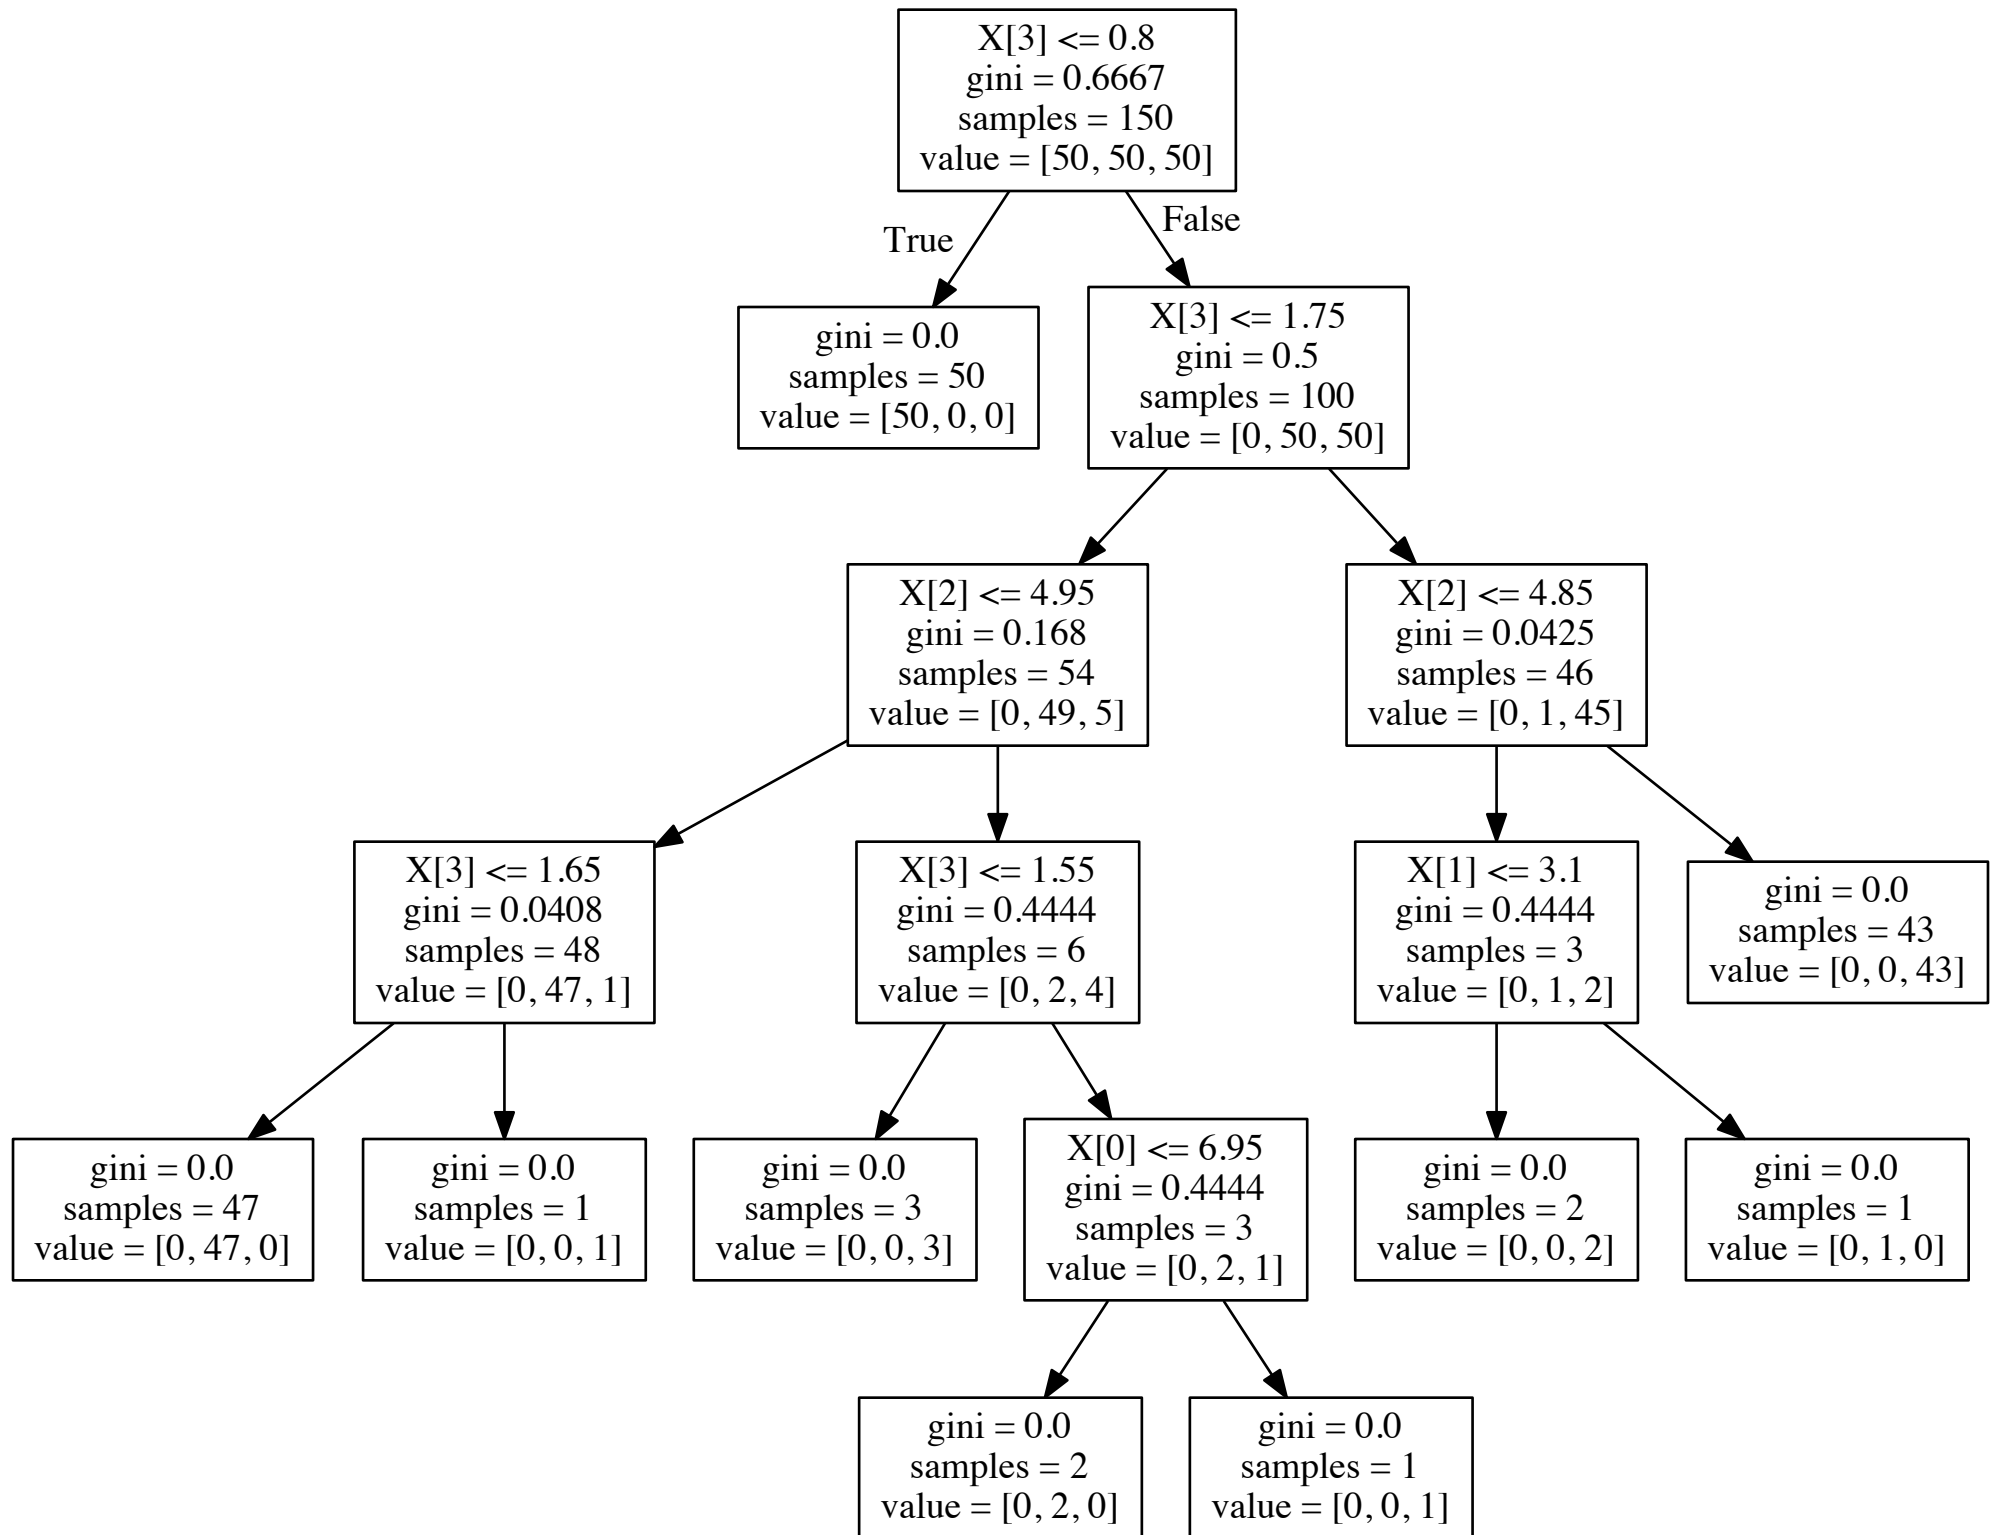 X[3] <= 0.8
gini = 0.6667
samples = 150
value = [50, 50, 50]
True
False
gini = 0.0
samples = 50
value = [50, 0, 0]
X[3] <= 1.75
gini = 0.5
samples = 100
value = [0, 50, 50]
X[2] <= 4.95
gini = 0.168
samples = 54
value = [0, 49, 5]
X[2] <= 4.85
gini = 0.0425
samples = 46
value = [0, 1, 45]
X[3] <= 1.65
gini = 0.0408
samples = 48
value = [0, 47, 1]
X[3] <= 1.55
gini = 0.4444
samples = 6
value = [0, 2, 4]
X[1] <= 3.1
gini = 0.4444
samples = 3
value = [0, 1, 2]
gini = 0.0
samples = 43
value = [0, 0, 43]
gini = 0.0
samples = 47
value = [0, 47, 0]
gini = 0.0
samples = 1
value = [0, 0, 1]
gini = 0.0
samples = 3
value = [0, 0, 3]
X[0] <= 6.95
gini = 0.4444
samples = 3
value = [0, 2, 1]
gini = 0.0
samples = 2
value = [0, 0, 2]
gini = 0.0
samples = 1
value = [0, 1, 0]
gini = 0.0
samples = 2
value = [0, 2, 0]
gini = 0.0
samples = 1
value = [0, 0, 1]